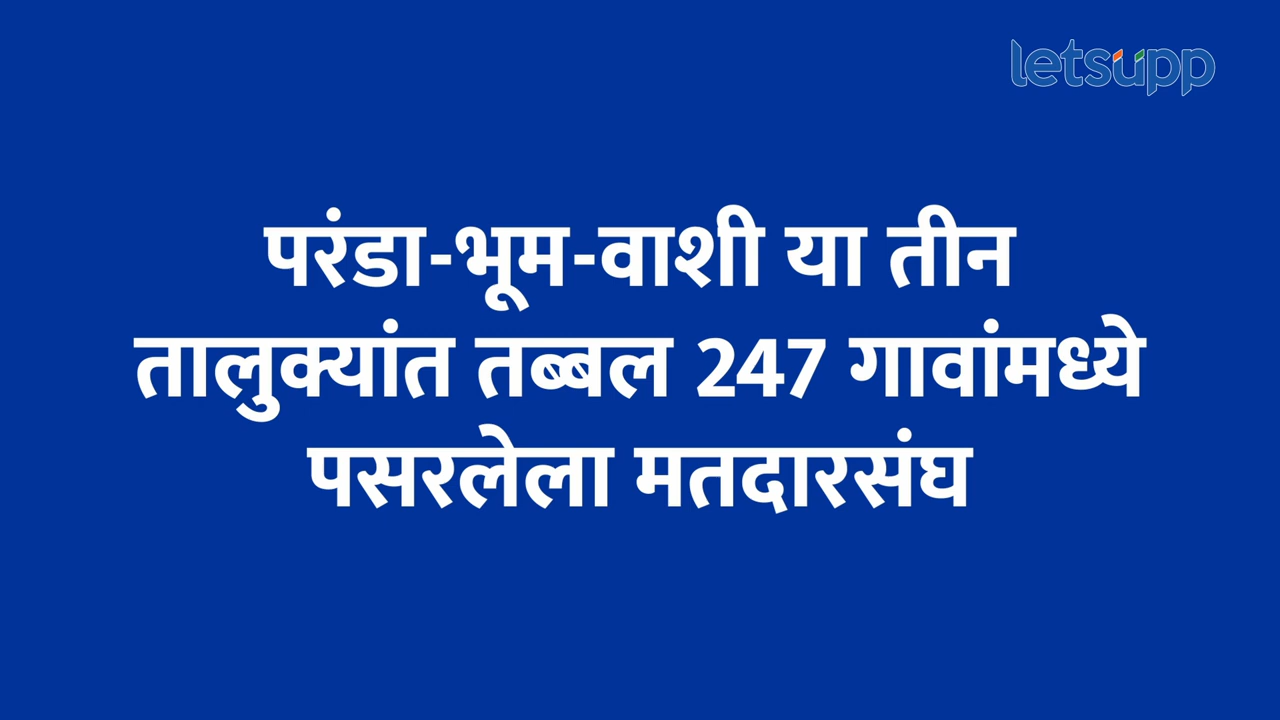 letsupp
परंडा-भूम-वाशी या तीन
तालुक्यांत तब्बल 247 गावांमध्ये
पसरलेला मतदारसंघ